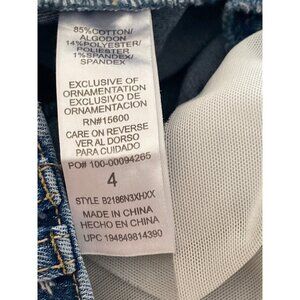 85%COTTON/
ALGODON
14%POLYESTER/
POLIESTER
1%SPANDEX/
SPANDEX
EXCLUSIVE OF
ORNAMENTATION
EXCLUSIVO DE
ORNAMENTACION
RN#15600
CARE ON REVERSE
VER AL DORSO
PARA CUIDADO
PO# 100-00094265
4
STYLE B2186N3XHXX
MADE IN CHINA
HECHO EN CHINA
UPC 194849814390